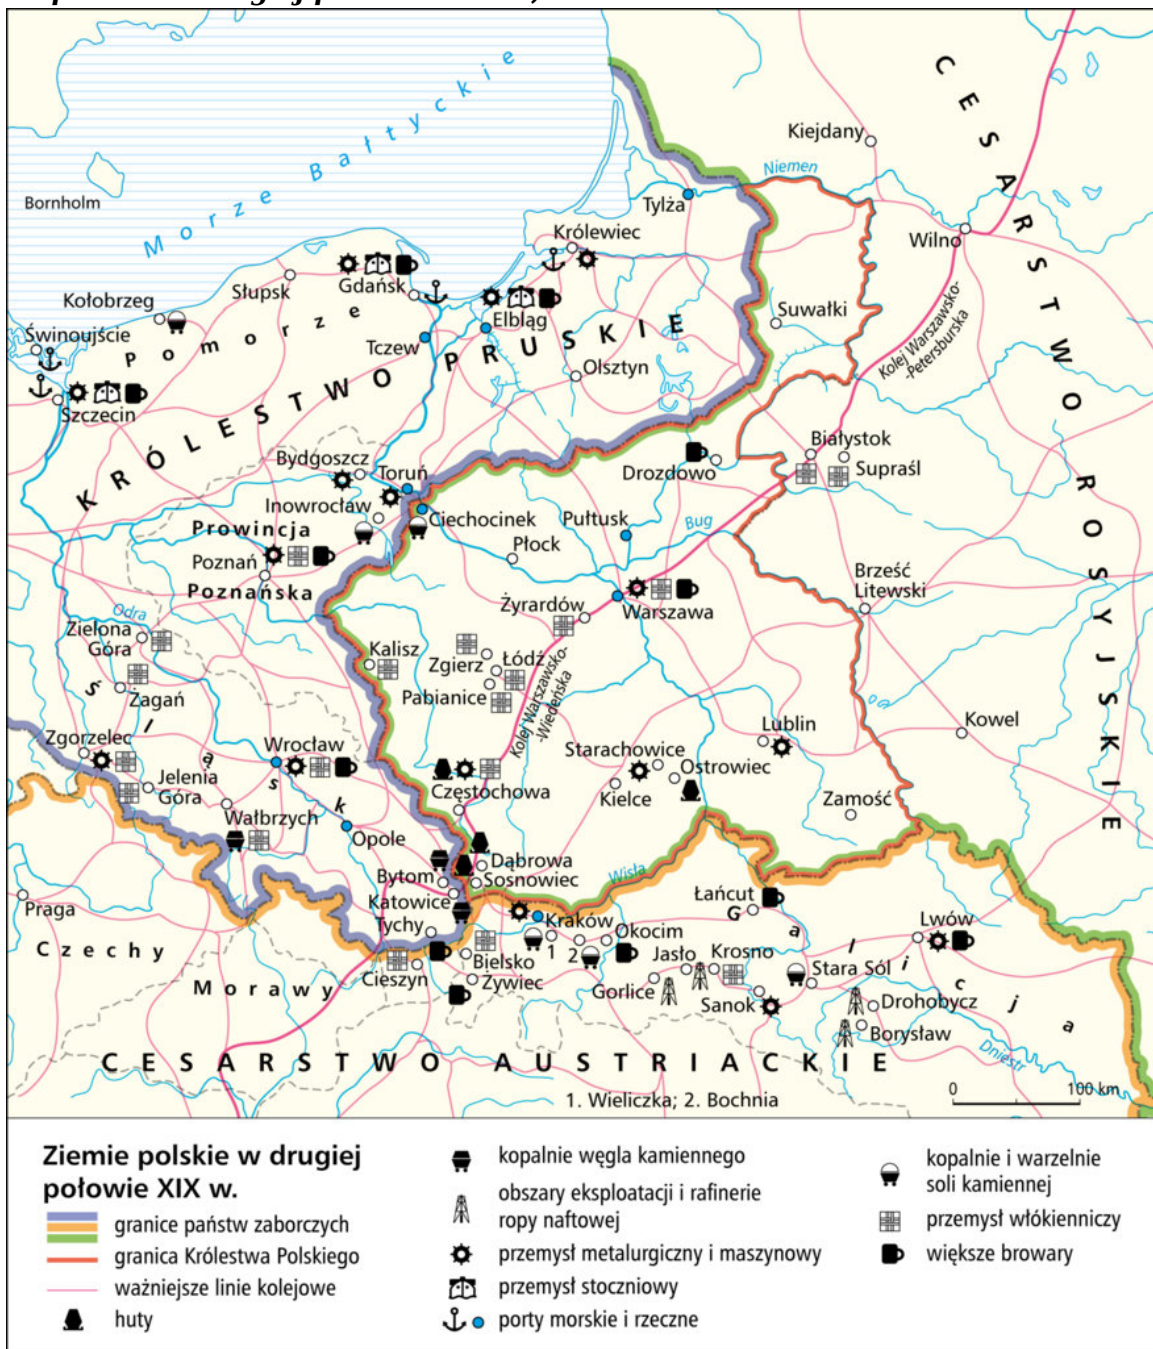 Morze Bałtyckie
Bornholm
CESARSTWO ROSYJSKIE
Kiejdany
Niemen
Tylża
Wilno
Królewiec
Gdańsk
Słupsk
Kołobrzeg
Świnoujście
Pomorze
Elbląg
Suwałki
Kolej Warszawsko-
-Petersburska
Tczew
KRÓLESTWO PRUSKIE
Olsztyn
Szczecin
Białystok
Supraśl
Drozdowo
Bydgoszcz
Toruń
Inowrocław
Ciechocinek
Pułtusk
Bug
Prowincja
Poznańska
Płock
Poznań
Brześć
Litewski
Odra
Żyrardów
Warszawa
Zielona
Góra
Kalisz
Zgierz
Łódź
Pabianice
Kolej Warszawsko-
-Wiedeńska
Żagań
Śląsk
Lublin
Kowel
Zgorzelec
Wrocław
Starachowice
Ostrowiec
Jelenia
Góra
Częstochowa
Kielce
Zamość
Wałbrzych
Opole
Dąbrowa
Sosnowiec
Bytom
Wisła
Katowice
Łańcut
Praga
Tychy
Kraków
Okocim
Galicja
Lwów
1
2
Czechy
Bielsko
Jasło
Krosno
Stara Sól
Cieszyn
Żywiec
Gorlice
Sanok
Drohobycz
Morawy
Borysław
Dniestr
CESARSTWO AUSTRIACKIE
0 100 km
1. Wieliczka; 2. Bochnia
Ziemie polskie w drugiej
połowie XIX w.
granice państw zaborczych
granica Królestwa Polskiego
ważniejsze linie kolejowe
huty
kopalnie węgla kamiennego
obszary eksploatacji i rafinerie
ropy naftowej
przemysł metalurgiczny i maszynowy
przemysł stoczniowy
porty morskie i rzeczne
kopalnie i warzelnie
soli kamiennej
przemysł włókienniczy
większe browary